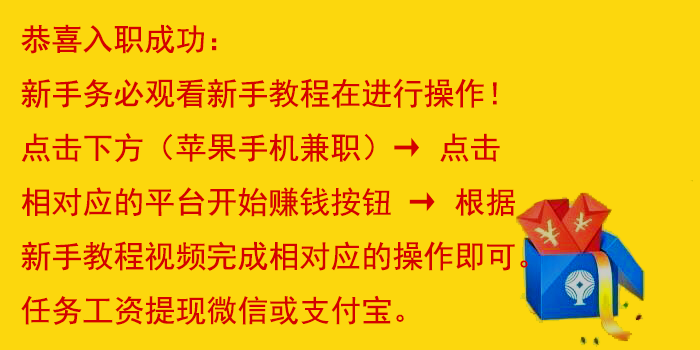 恭喜入职成功：
新手务必观看新手教程在进行操作！
点击下方（苹果手机兼职）→ 点击
相对应的平台开始赚钱按钮 → 根据
新手教程视频完成相对应的操作即可。
任务工资提现微信或支付宝。
¥
¥